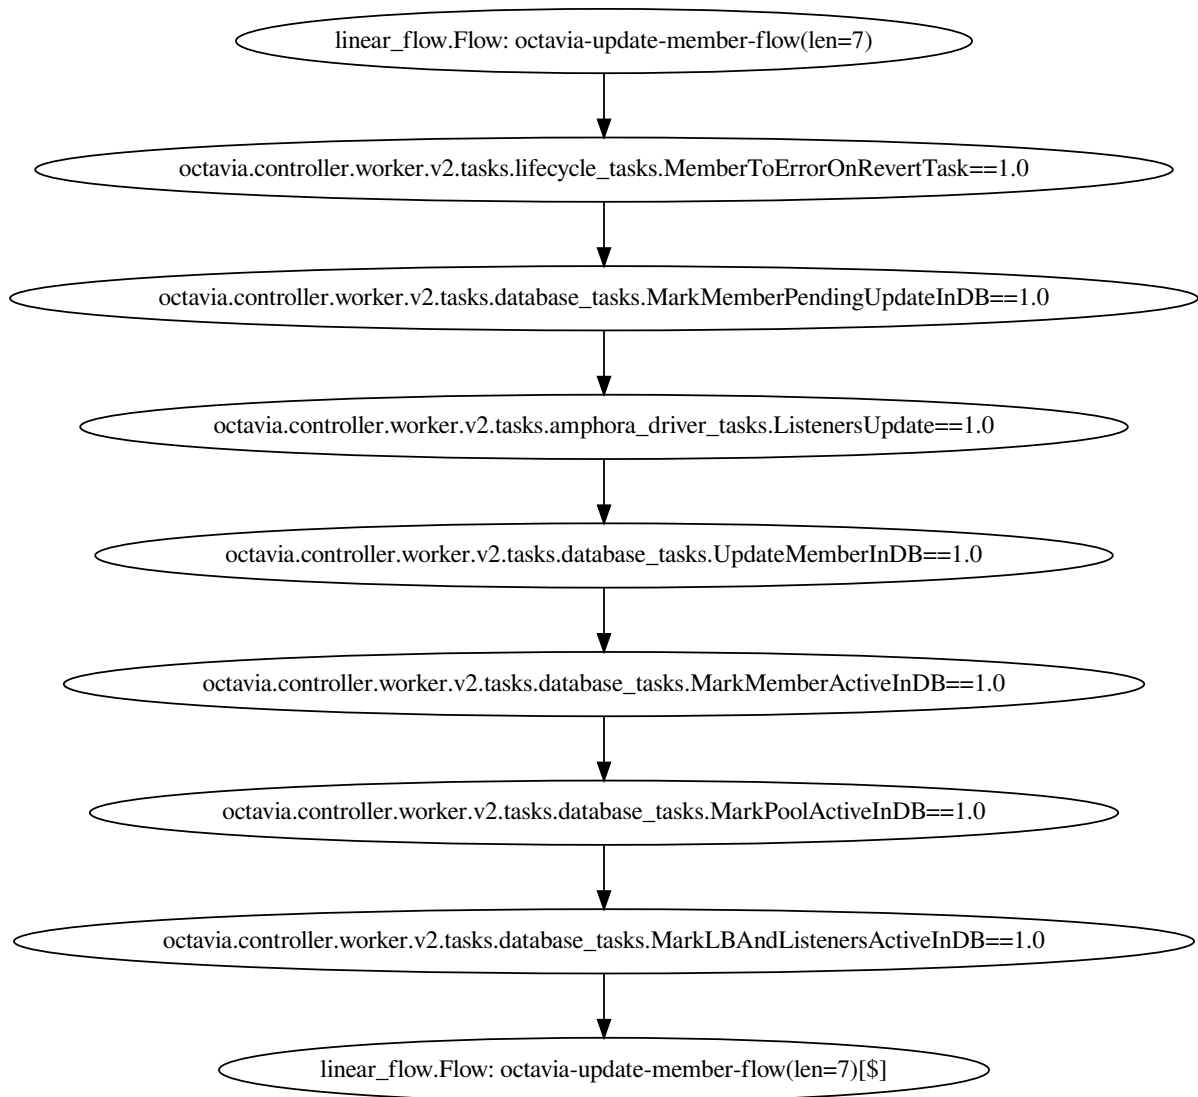 linear_flow.Flow: octavia-update-member-flow(len=7)
octavia.controller.worker.v2.tasks.lifecycle_tasks.MemberToErrorOnRevertTask==1.0
octavia.controller.worker.v2.tasks.database_tasks.MarkMemberPendingUpdateInDB==1.0
octavia.controller.worker.v2.tasks.amphora_driver_tasks.ListenersUpdate==1.0
octavia.controller.worker.v2.tasks.database_tasks.UpdateMemberInDB==1.0
octavia.controller.worker.v2.tasks.database_tasks.MarkMemberActiveInDB==1.0
octavia.controller.worker.v2.tasks.database_tasks.MarkPoolActiveInDB==1.0
octavia.controller.worker.v2.tasks.database_tasks.MarkLBAndListenersActiveInDB==1.0
linear_flow.Flow: octavia-update-member-flow(len=7)[$]